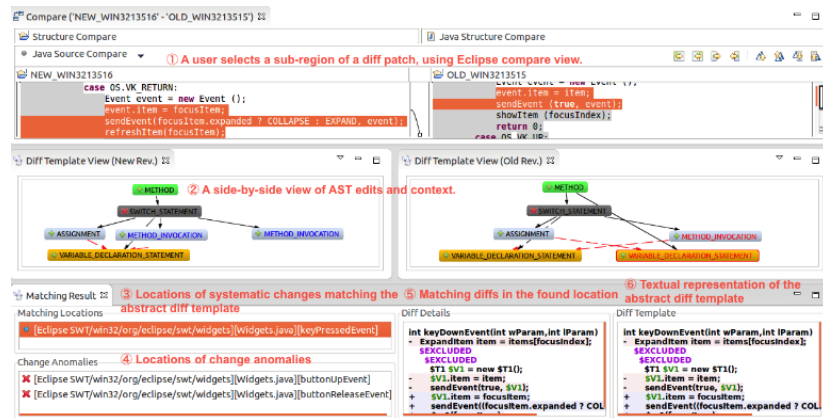 Compare ('NEW_WIN3213516' - 'OLD_WIN3213515')
Structure Compare
Java Structure Compare
Java Source Compare
① A user selects a sub-region of a diff patch, using Eclipse compare view.
NEW_WIN3213516
OLD_WIN3213515
case OS.VK_RETURN:
Event event = new Event ();
event.item = focusItem;
sendEvent(focusItem.expanded ? COLLAPSE : EXPAND, event);
refreshItem(focusItem);
Event event = new Event ();
event.item = item;
sendEvent (true, event);
showItem (focusIndex);
return 0;
case OS.VK_UP:
Diff Template View (New Rev.)
Diff Template View (Old Rev.)
② A side-by-side view of AST edits and context.
METHOD
SWITCH_STATEMENT
ASSIGNMENT
METHOD_INVOCATION
METHOD_INVOCATION
VARIABLE_DECLARATION_STATEMENT
METHOD
SWITCH_STATEMENT
ASSIGNMENT
METHOD_INVOCATION
VARIABLE_DECLARATION_STATEMENT
VARIABLE_DECLARATION_STATEMENT
Matching Result
③ Locations of systematic changes matching the
abstract diff template
⑤ Matching diffs in the found location
⑥ Textual representation of the
abstract diff template
Matching Locations
[Eclipse SWT/win32/org/eclipse/swt/widgets][Widgets.java][keyPressedEvent]
④ Locations of change anomalies
Change Anomalies
[Eclipse SWT/win32/org/eclipse/swt/widgets][Widgets.java][buttonUpEvent]
[Eclipse SWT/win32/org/eclipse/swt/widgets][Widgets.java][buttonReleaseEvent]
Diff Details
int keyDownEvent(int wParam,int lParam)
- ExpandItem item = items[focusIndex];
$EXCLUDED
$EXCLUDED
$T1 $V1 = new $T1();
- $V1.item = item;
- sendEvent(true, $V1);
+ $V1.item = focusItem;
+ sendEvent((focusItem.expanded ? COL
Diff Template
int keyDownEvent(int wParam,int lParam)
- ExpandItem item = items[focusIndex];
$EXCLUDED
$EXCLUDED
$T1 $V1 = new $T1();
- $V1.item = item;
- sendEvent(true, $V1);
+ $V1.item = focusItem;
+ sendEvent((focusItem.expanded ? COL.